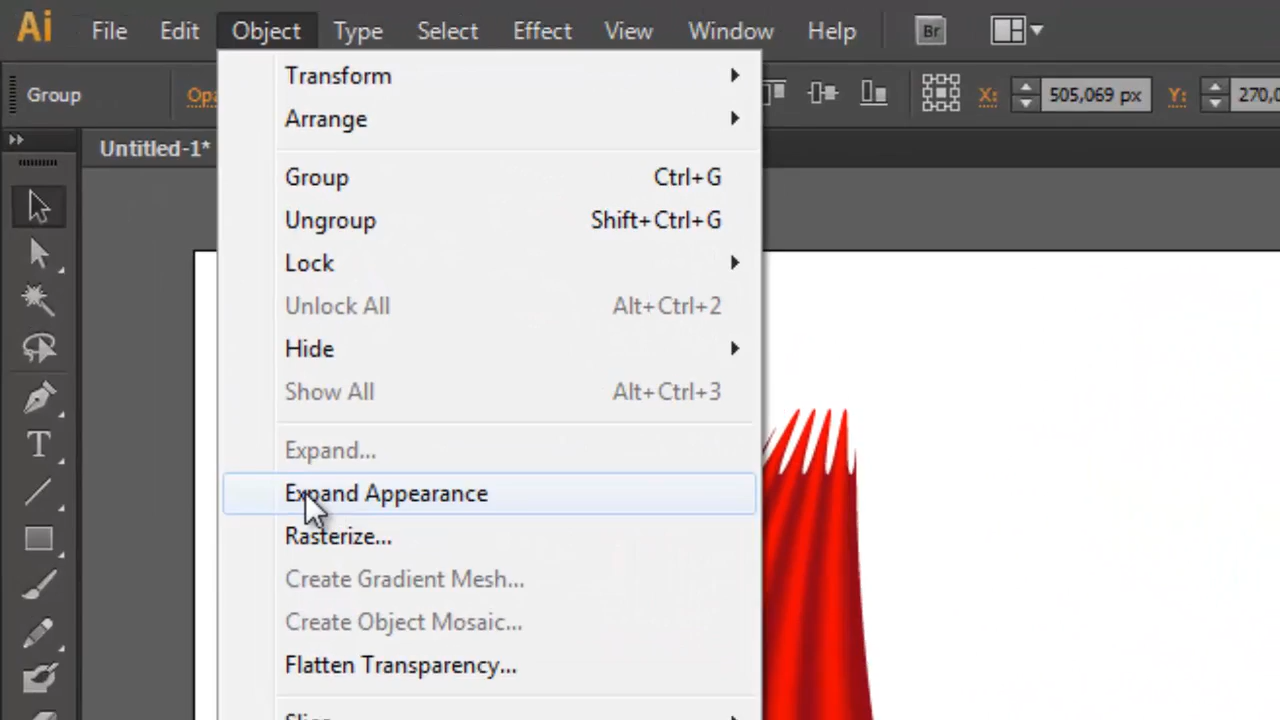 Ai File Edit Object Type Select Effect View Window Help Br
Group X: 505,069 px Y:
Untitled-1*
Transform
Arrange
Group Ctrl+G
Ungroup Shift+Ctrl+G
Lock
Unlock All Alt+Ctrl+2
Hide
Show All Alt+Ctrl+3
Expand...
Expand Appearance
Rasterize...
Create Gradient Mesh...
Create Object Mosaic...
Flatten Transparency...
T